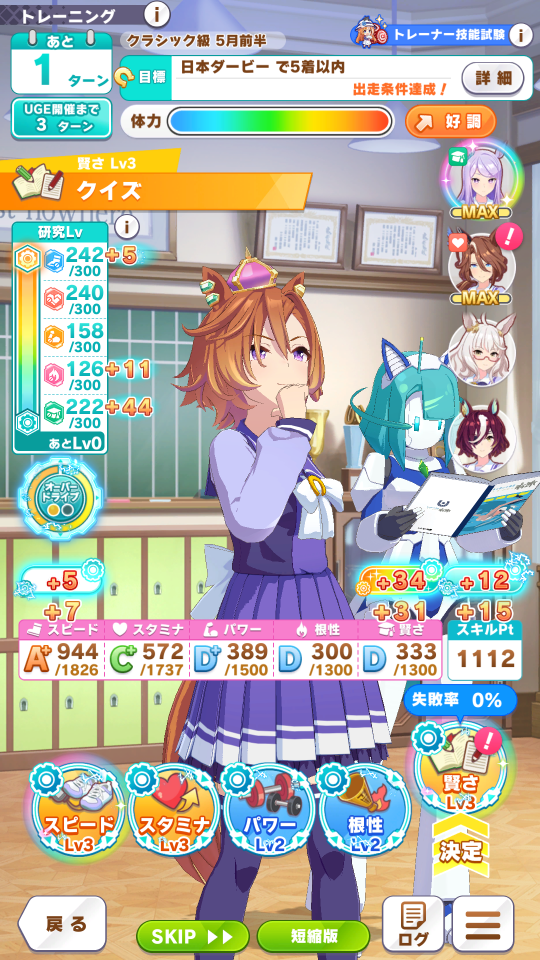 トレーニング
i
あと
1 ターン
クラシック級 5月前半
トレーナー技能試験 i
目標
日本ダービー で5着以内
出走条件達成!
詳細
UGE開催まで
3 ターン
体力
好調
賢さ Lv3
クイズ
MAX
MAX
研究Lv
i
242 +5
/300
240
/300
158
/300
126 +11
/300
222 +44
/300
あとLv0
オーバー
ドライブ
+5 +34 +12
+7 +31 +15
スピード スタミナ パワー 根性 賢さ スキルPt
A+ 944 /1826
C+ 572 /1737
D+ 389 /1500
D 300 /1300
D 333 /1300
1112
失敗率 0%
スピード Lv3
スタミナ Lv3
パワー Lv2
根性 Lv2
賢さ Lv3
決定
戻る
SKIP
短縮版
ログ